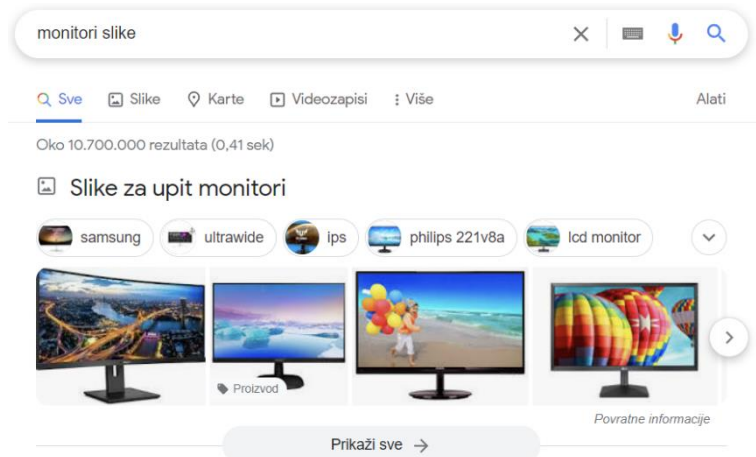 monitori slike
Sve Slike Karte Videozapisi Više Alati
Oko 10.700.000 rezultata (0,41 sek)
Slike za upit monitori
samsung ultrawide ips philips 221v8a lcd monitor
Proizvod
Povratne informacije
Prikaži sve →